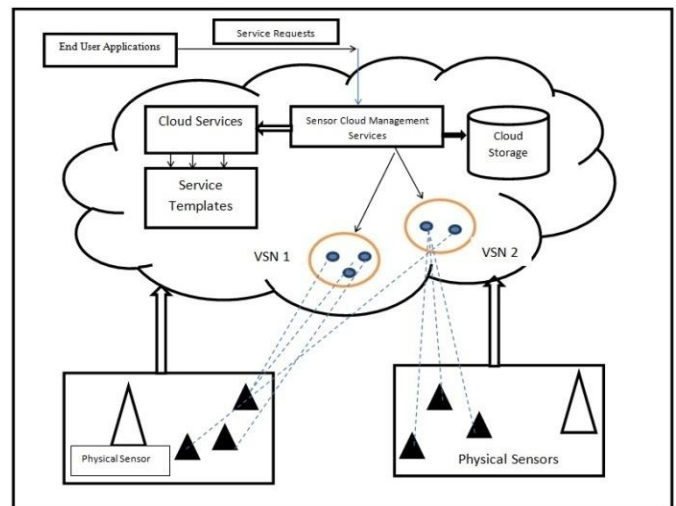 Service Requests
End User Applications
Cloud Services
Sensor Cloud Management
Services
Cloud
Storage
Service
Templates
VSN 1
VSN 2
Physical Sensor
Physical Sensors